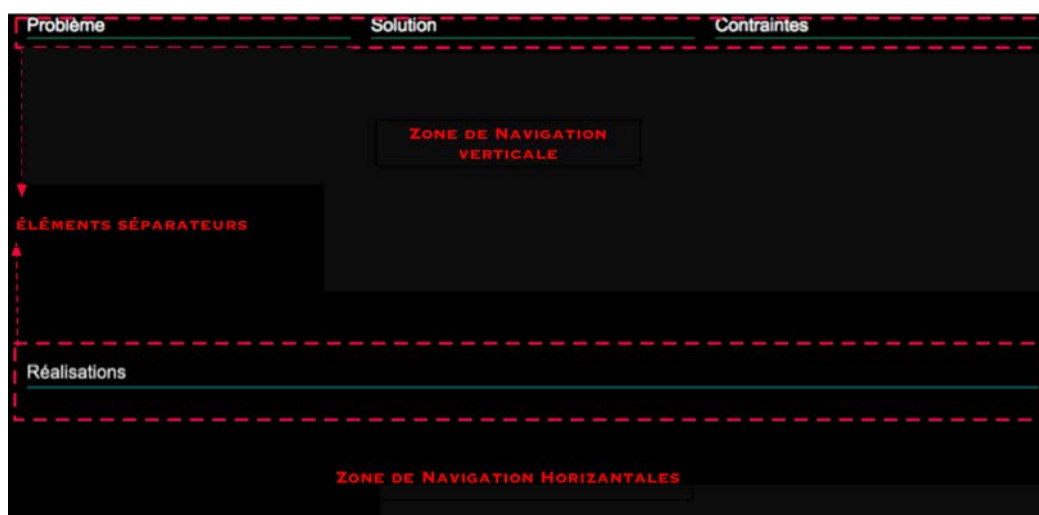 Problème
Solution
Contraintes
ZONE DE NAVIGATION
VERTICALE
ÉLÉMENTS SÉPARATEURS
Réalisations
ZONE DE NAVIGATION HORIZANTALES